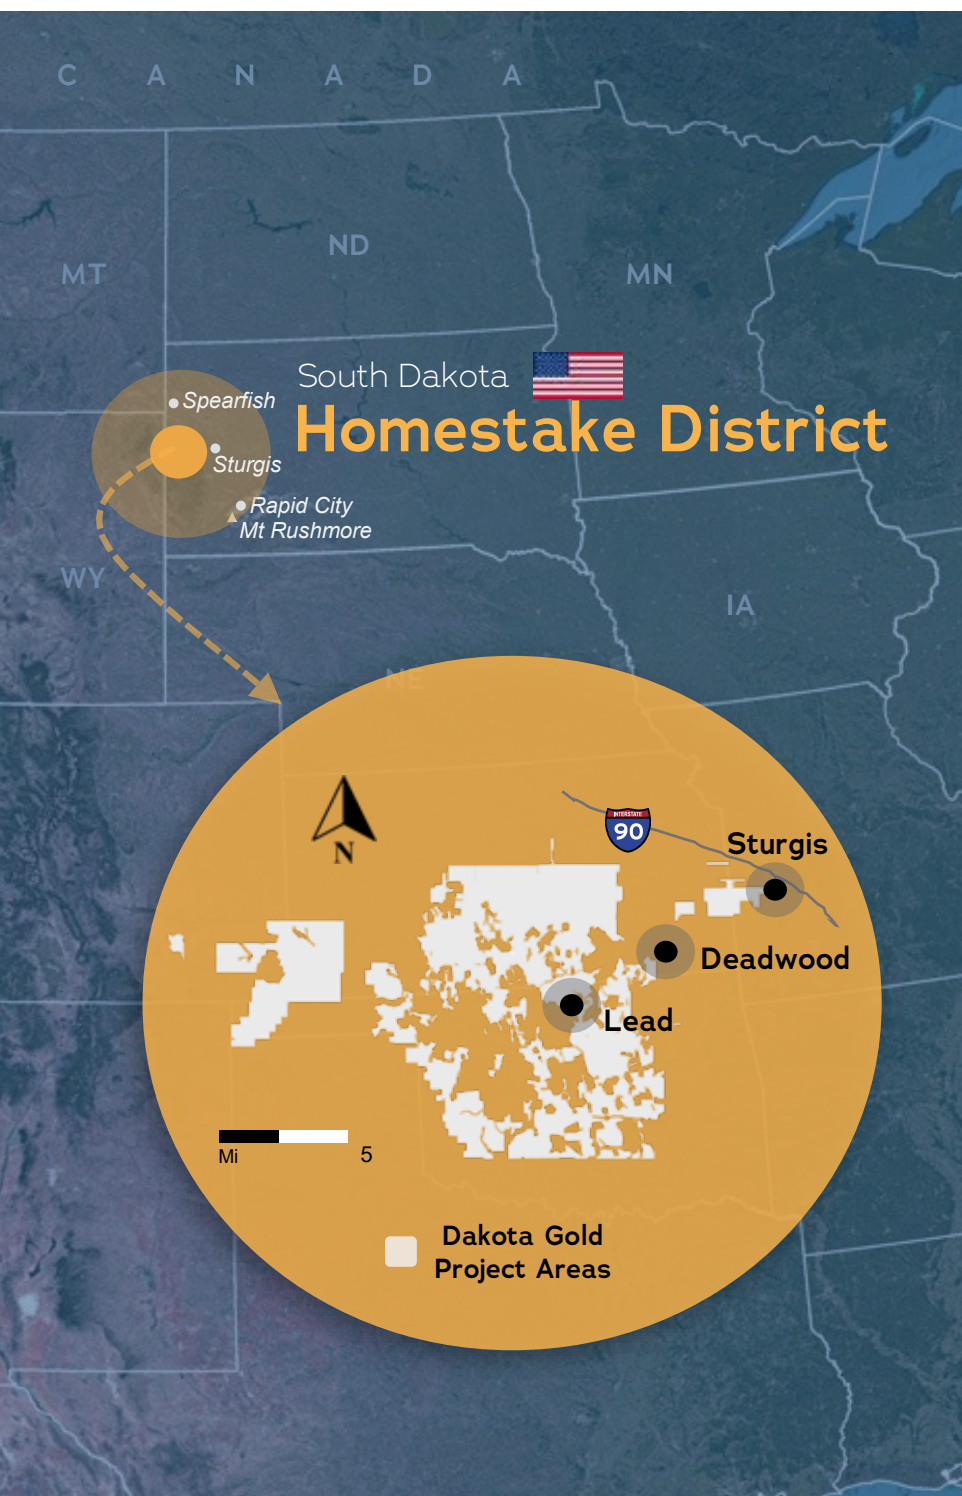 C A N A D A
ND
MT
MN
South Dakota
Homestake District
Spearfish
Sturgis
Rapid City
Mt Rushmore
WY
IA
NE
INTERSTATE
90
Sturgis
Deadwood
Lead
N
Mi
5
Dakota Gold
Project Areas